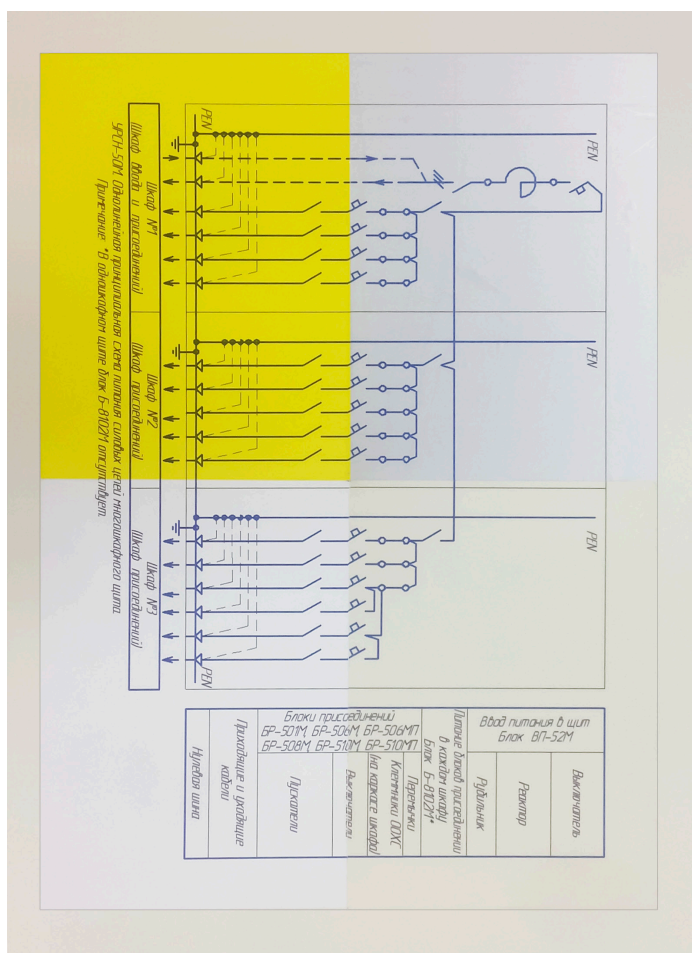 PEN
PEN
PEN
PEN
PEN
Шкаф №1
Шкаф ввода и присоединений
Шкаф №2
Шкаф присоединений
Шкаф №3
Шкаф присоединений
УРСН-50М. Однолинейная принципиальная схема питания силовых цепей многошкафного щита.
Примечание: *В одношкафном щите блок Б-8102М отсутствует.
Ввод питания в щит
Блок ВП-52М
Выключатель
Реактор
Рубильник
Питание блоков присоединений
в каждом шкафу
Блок Б-8102М*
Блоки присоединений
БР-501М, БР-506М, БР-506МП
БР-508М, БР-510М, БР-510МП
Перемычки
Клеммники ООХС
(на каркасе шкафа)
Выключатели
Пускатели
Приходящие и уходящие
кабели
Нулевая шина